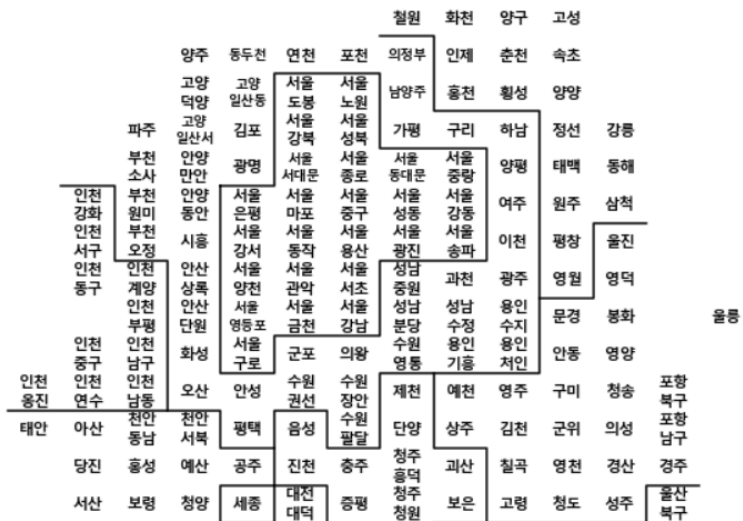 철원 화천 양구 고성
양주 동두천 연천 포천 의정부 인제 춘천 속초
고양 고양 서울 서울 남양주 홍천 횡성 양양
덕양 일산동 도봉 노원
파주 고양 김포 서울 서울 가평 구리 하남 정선 강릉
일산서 강북 성북
부천 안양 광명 서울 서울 서울 서울 양평 태백 동해
소사 만안 서대문 종로 동대문 중랑
인천 부천 안양 서울 서울 서울 서울 서울 여주 원주 삼척
강화 원미 동안 은평 마포 중구 성동 강동
인천 부천 시흥 서울 서울 서울 서울 서울 이천 평창 울진
서구 오정 강서 동작 용산 광진 송파
인천 인천 안산 서울 서울 서울 성남 과천 광주 영월 영덕
동구 계양 상록 양천 관악 서초 중원
인천 안산 서울 서울 서울 성남 성남 용인 문경 봉화 울릉
부평 단원 영등포 금천 강남 분당 수정 수지
인천 인천 화성 서울 군포 의왕 수원 용인 용인 안동 영양
중구 남구 구로 영통 기흥 처인
인천 인천 인천 오산 안성 수원 수원 제천 예천 영주 구미 청송 포항
옹진 연수 남동 권선 장안 북구
태안 아산 천안 천안 평택 음성 수원 단양 상주 김천 군위 의성 포항
동남 서북 팔달 남구
당진 홍성 예산 공주 진천 충주 청주 괴산 칠곡 영천 경산 경주
흥덕
서산 보령 청양 세종 대전 증평 청주 보은 고령 청도 성주 울산
대덕 청원 북구